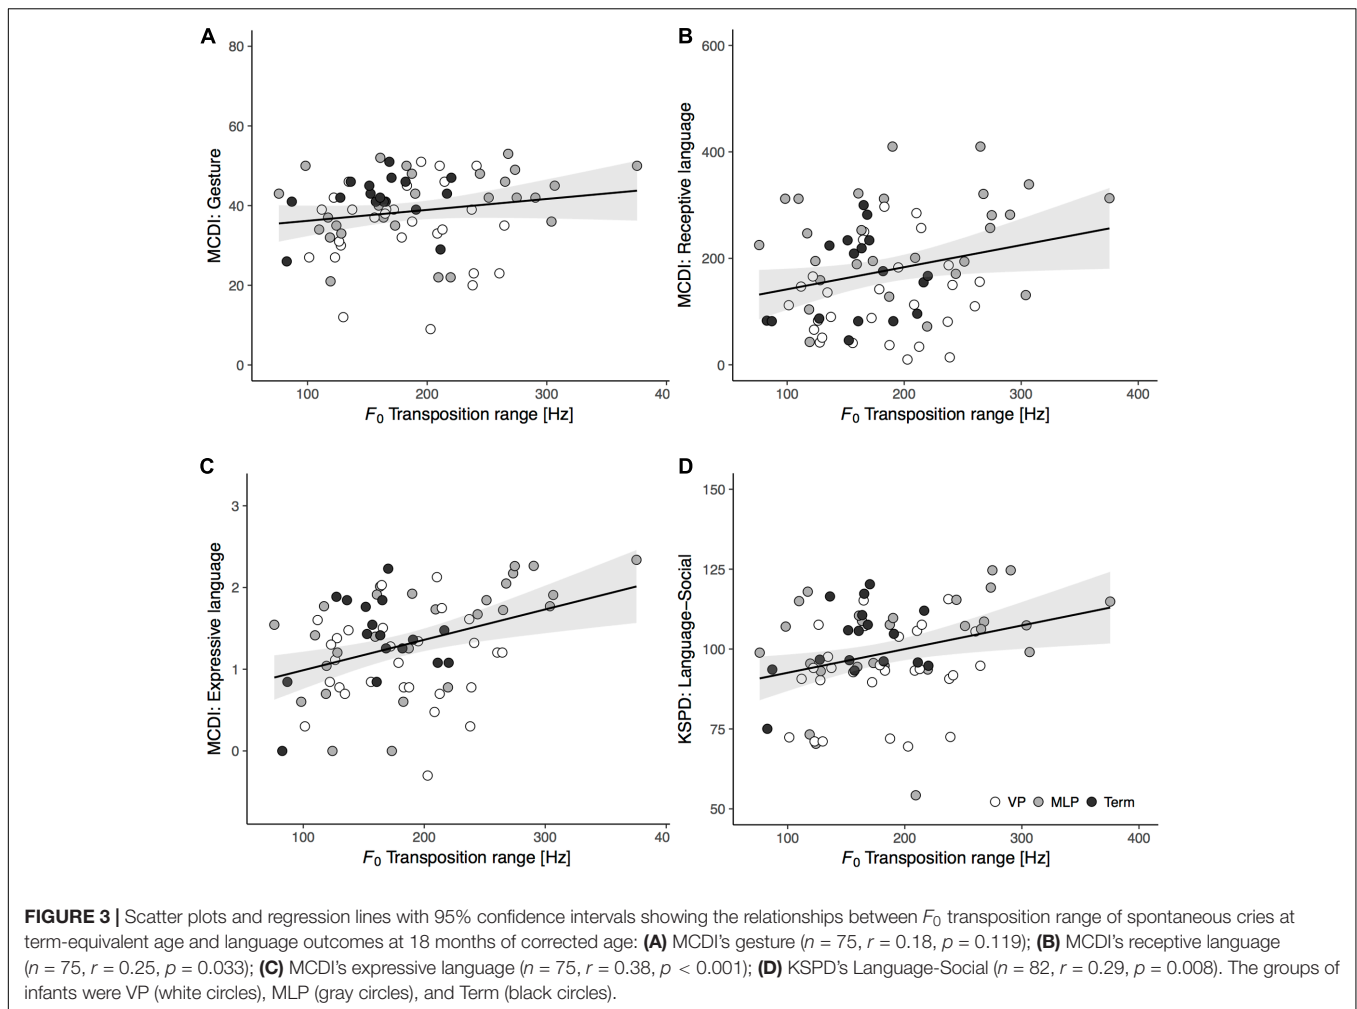 A
80
60
40
20
0
MCDI: Gesture
100 200 300 40
F0 Transposition range [Hz]
B
600
400
200
0
MCDI: Receptive language
100 200 300 400
F0 Transposition range [Hz]
C
3
2
1
0
MCDI: Expressive language
100 200 300 40
F0 Transposition range [Hz]
D
150
125
100
75
50
KSPD: Language–Social
VP MLP Term
100 200 300 400
F0 Transposition range [Hz]
FIGURE 3 | Scatter plots and regression lines with 95% confidence intervals showing the relationships between F0 transposition range of spontaneous cries at
term-equivalent age and language outcomes at 18 months of corrected age: (A) MCDI's gesture (n = 75, r = 0.18, p = 0.119); (B) MCDI's receptive language
(n = 75, r = 0.25, p = 0.033); (C) MCDI's expressive language (n = 75, r = 0.38, p < 0.001); (D) KSPD's Language-Social (n = 82, r = 0.29, p = 0.008). The groups of
infants were VP (white circles), MLP (gray circles), and Term (black circles).